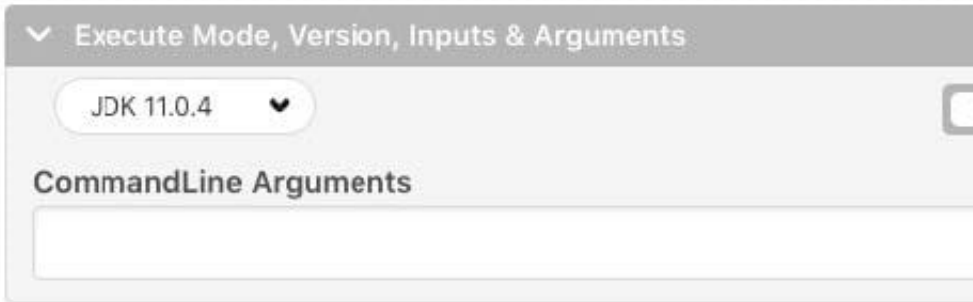 Execute Mode, Version, Inputs & Arguments
JDK 11.0.4
CommandLine Arguments